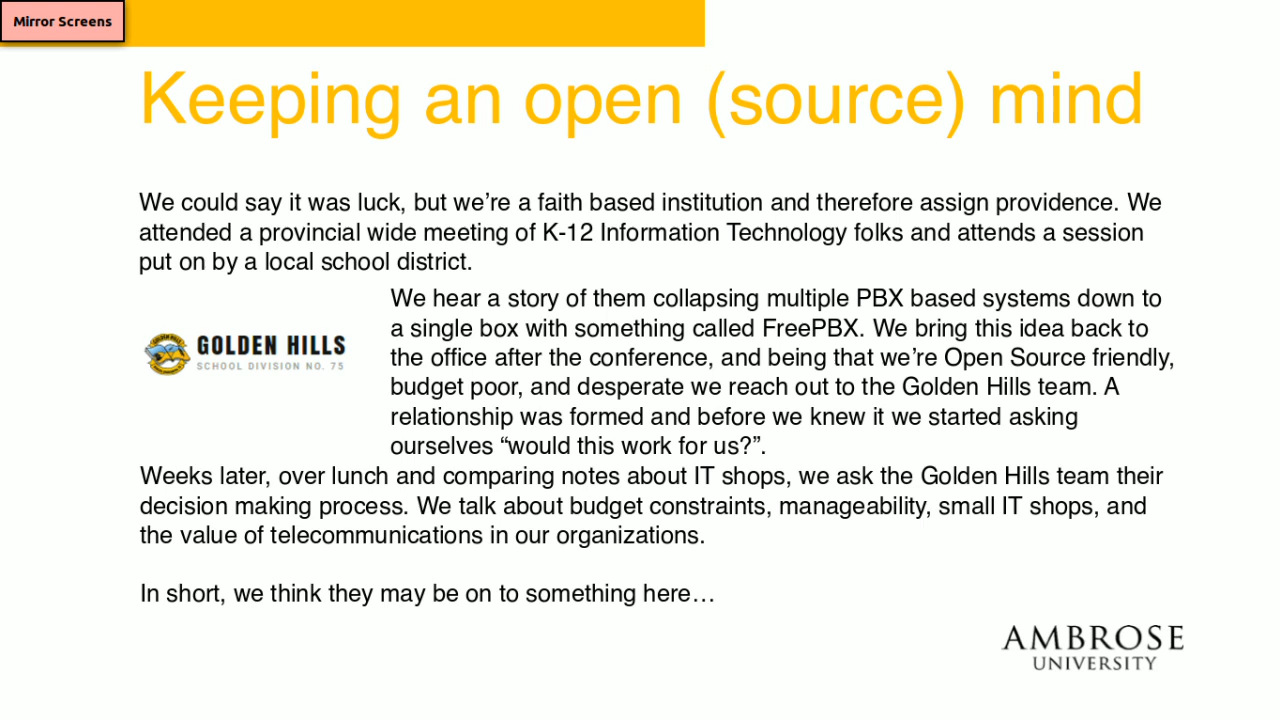 Mirror Screens
Keeping an open (source) mind
We could say it was luck, but we’re a faith based institution and therefore assign providence. We
attended a provincial wide meeting of K-12 Information Technology folks and attends a session
put on by a local school district.
We hear a story of them collapsing multiple PBX based systems down to
a single box with something called FreePBX. We bring this idea back to
the office after the conference, and being that we’re Open Source friendly,
budget poor, and desperate we reach out to the Golden Hills team. A
relationship was formed and before we knew it we started asking
ourselves “would this work for us?”.
GOLDEN HILLS
SCHOOL DIVISION NO. 75
Weeks later, over lunch and comparing notes about IT shops, we ask the Golden Hills team their
decision making process. We talk about budget constraints, manageability, small IT shops, and
the value of telecommunications in our organizations.
In short, we think they may be on to something here…
AMBROSE
UNIVERSITY